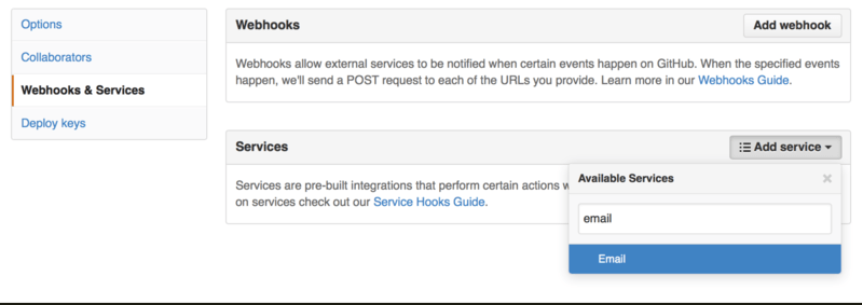 Options
Collaborators
Webhooks & Services
Deploy keys
Webhooks
Add webhook
Webhooks allow external services to be notified when certain events happen on GitHub. When the specified events
happen, we'll send a POST request to each of the URLs you provide. Learn more in our Webhooks Guide.
Services
Add service
Services are pre-built integrations that perform certain actions w
on services check out our Service Hooks Guide.
Available Services
email
Email